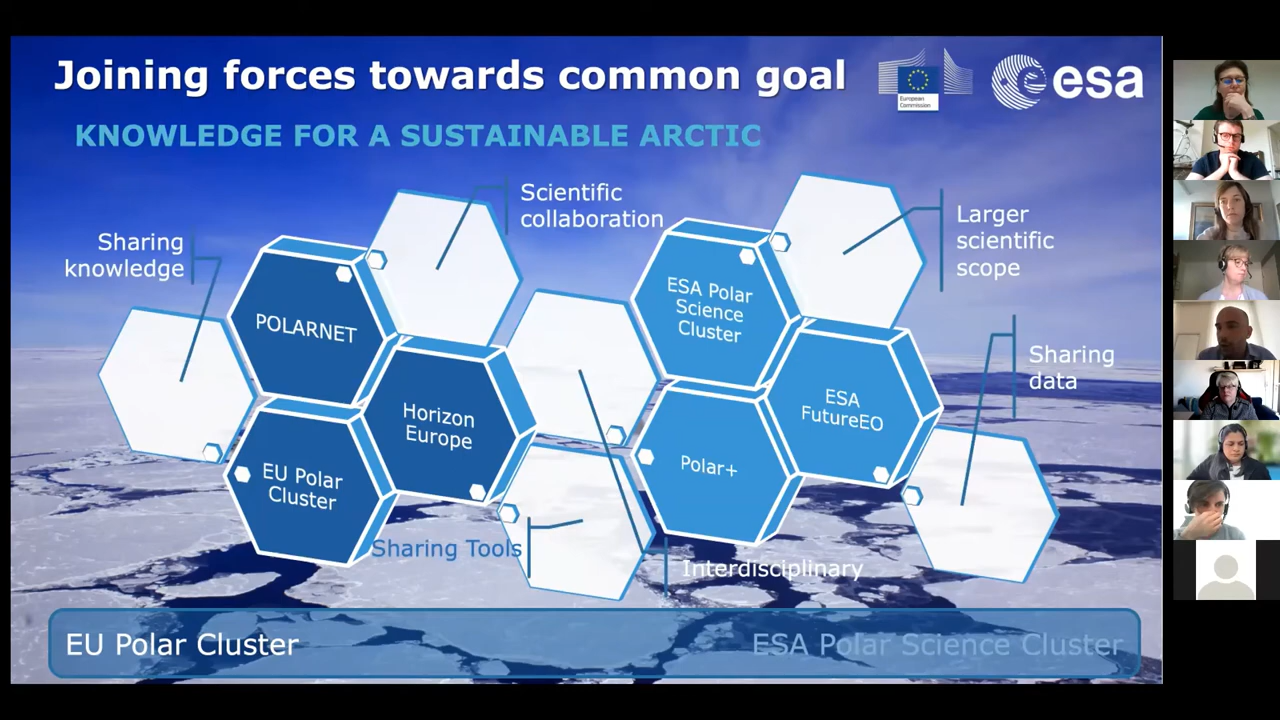 Joining forces towards common goal
European
Commission
esa
KNOWLEDGE FOR A SUSTAINABLE ARCTIC
Sharing
knowledge
Scientific
collaboration
Larger
scientific
scope
Sharing
data
POLARNET
Horizon
Europe
EU Polar
Cluster
ESA Polar
Science
Cluster
ESA
FutureEO
Polar+
Sharing Tools
Interdisciplinary
EU Polar Cluster
ESA Polar Science Cluster